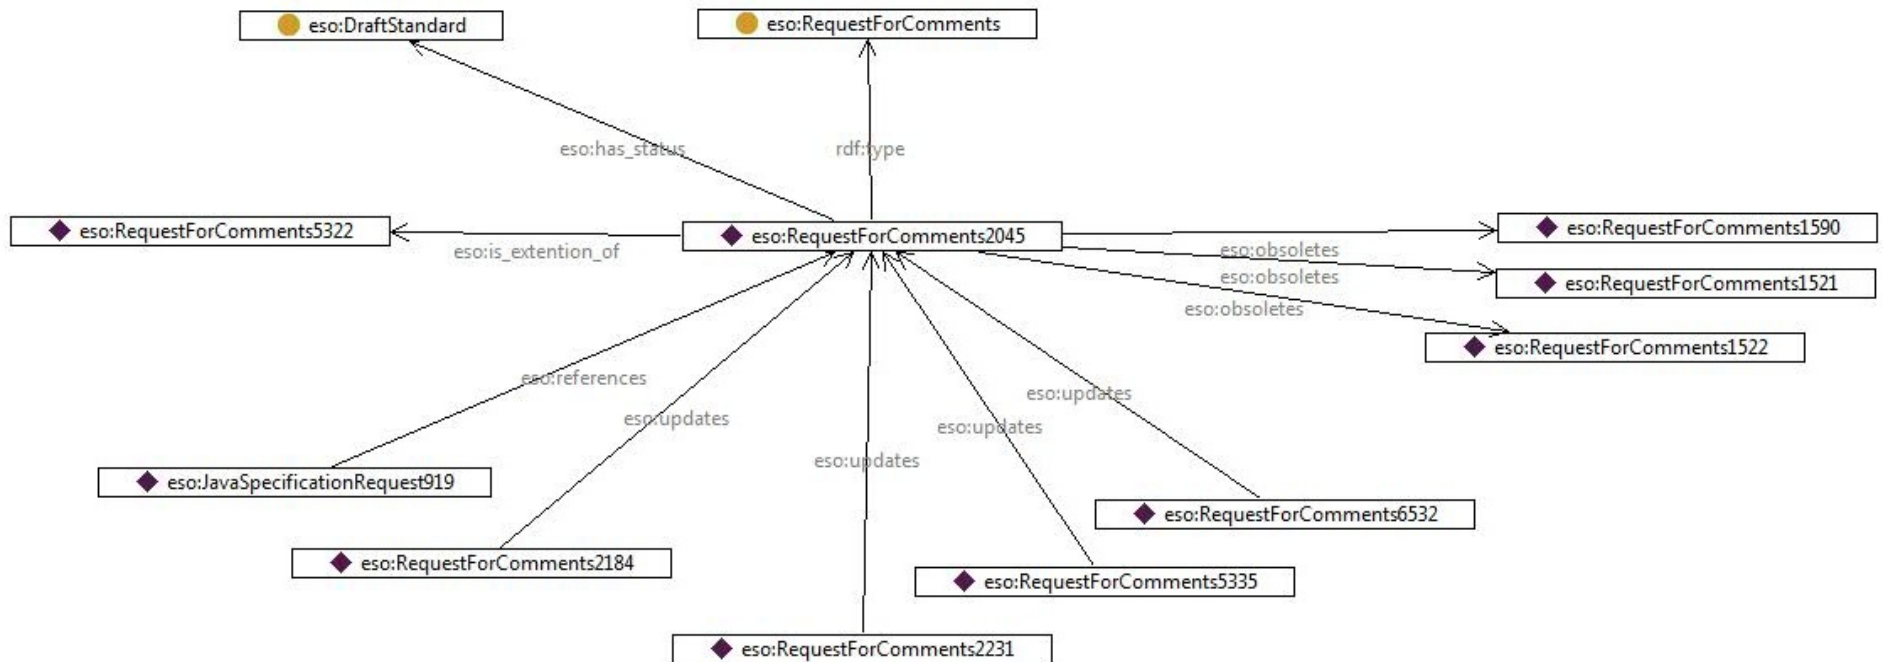 eso:DraftStandard
eso:RequestForComments
eso:has_status
rdf:type
eso:RequestForComments5322
eso:is_extention_of
eso:RequestForComments2045
eso:obsoletes
eso:RequestForComments1590
eso:obsoletes
eso:RequestForComments1521
eso:obsoletes
eso:RequestForComments1522
eso:references
eso:updates
eso:updates
eso:updates
eso:updates
eso:JavaSpecificationRequest919
eso:RequestForComments6532
eso:RequestForComments2184
eso:RequestForComments5335
eso:RequestForComments2231